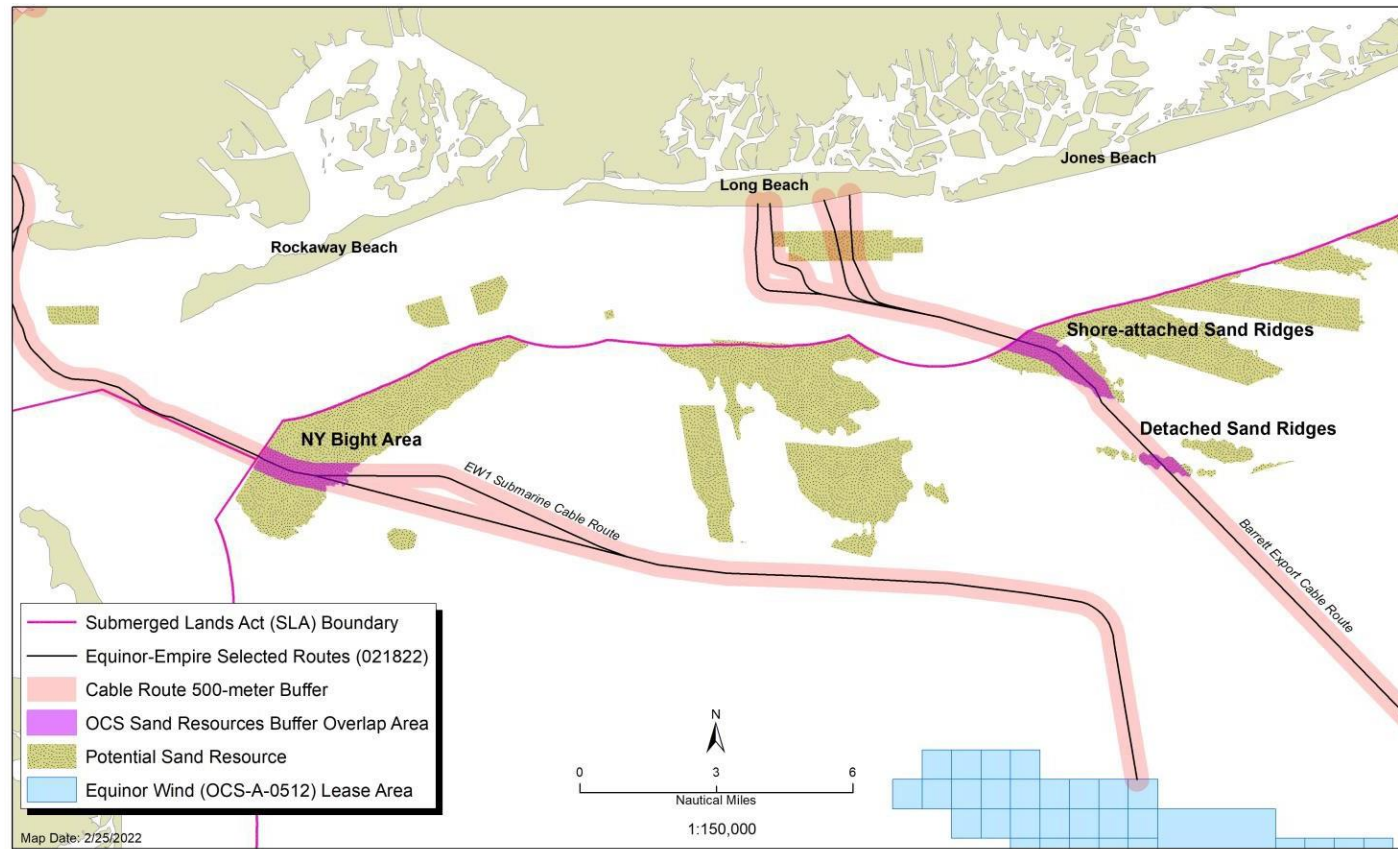 Jones Beach
Long Beach
Rockaway Beach
Shore-attached Sand Ridges
Detached Sand Ridges
NY Bight Area
EW1 Submarine Cable Route
Barrett Export Cable Route
Submerged Lands Act (SLA) Boundary
Equinor-Empire Selected Routes (021822)
Cable Route 500-meter Buffer
OCS Sand Resources Buffer Overlap Area
Potential Sand Resource
Equinor Wind (OCS-A-0512) Lease Area
Map Date: 2/25/2022
N
0 3 6
Nautical Miles
1:150,000